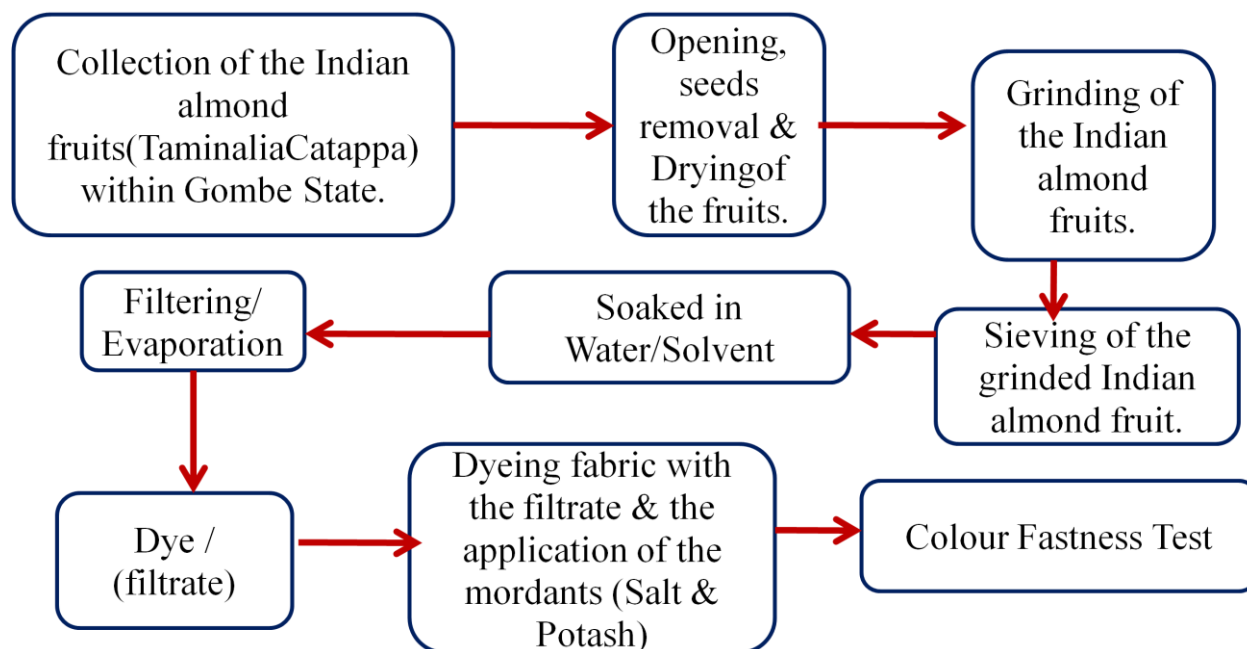 Collection of the Indian
almond
fruits(TaminaliaCatappa)
within Gombe State.
Opening,
seeds
removal &
Dryingof
the fruits.
Grinding of
the Indian
almond
fruits.
Sieving of the
grinded Indian
almond fruit.
Soaked in
Water/Solvent
Filtering/
Evaporation
Dye /
(filtrate)
Dyeing fabric with
the filtrate & the
application of the
mordants (Salt &
Potash)
Colour Fastness Test